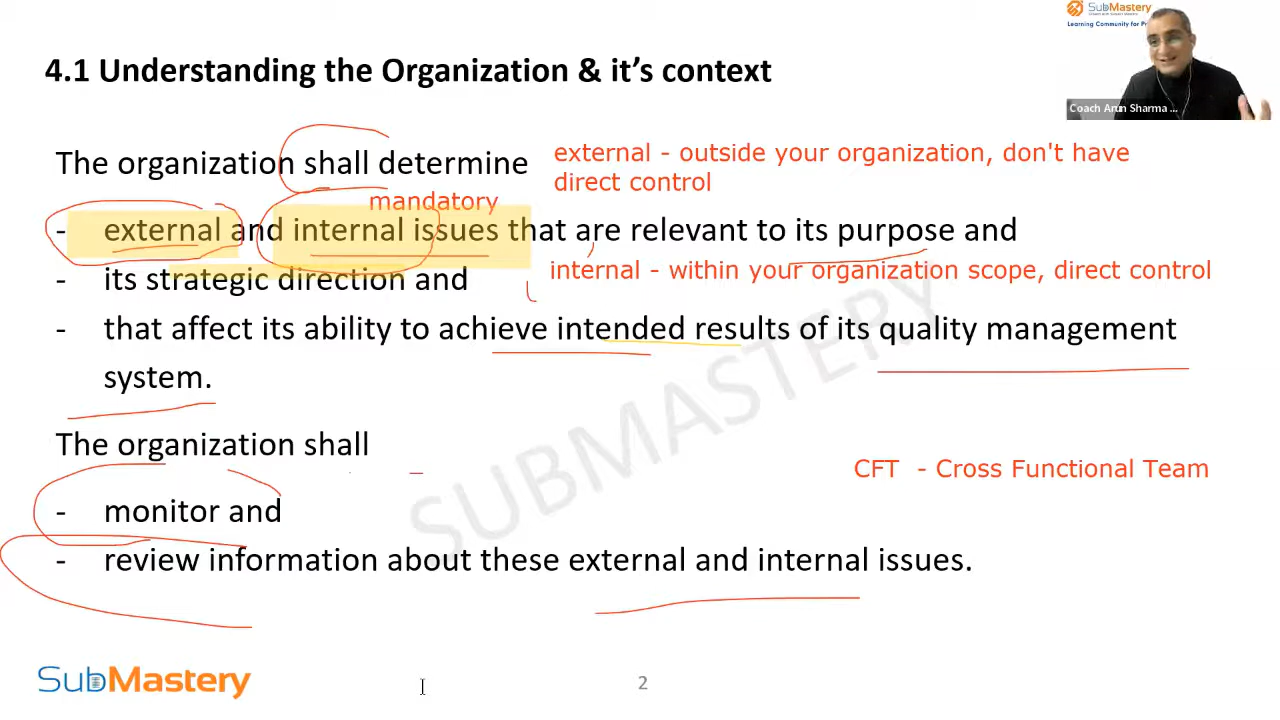 SubMastery
Learning Community for
Coach Arun Sharma ...
4.1 Understanding the Organization & it’s context
The organization shall determine
external - outside your organization, don't have
direct control
mandatory
- external and internal issues that are relevant to its purpose and
internal - within your organization scope, direct control
- its strategic direction and
- that affect its ability to achieve intended results of its quality management
system.
The organization shall
CFT - Cross Functional Team
- monitor and
- review information about these external and internal issues.
SUBMASTERY
SubMastery
2